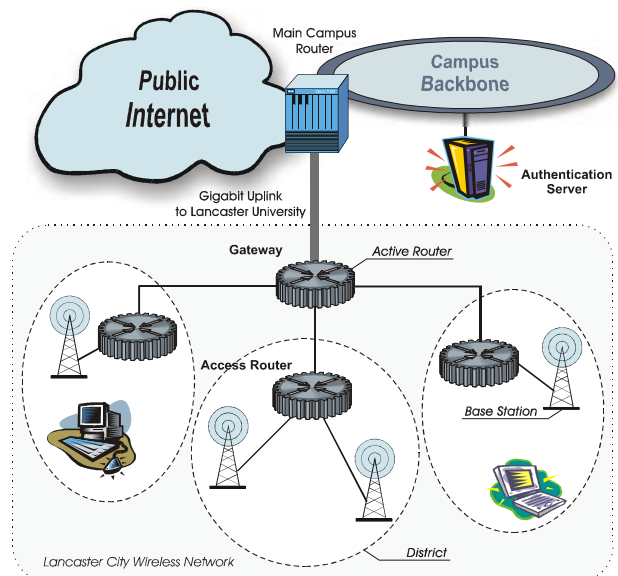 Main Campus
Router
Public
Internet
Campus
Backbone
Authentication
Server
Gigabit Uplink
to Lancaster University
Gateway
Active Router
Access Router
Base Station
District
Lancaster City Wireless Network